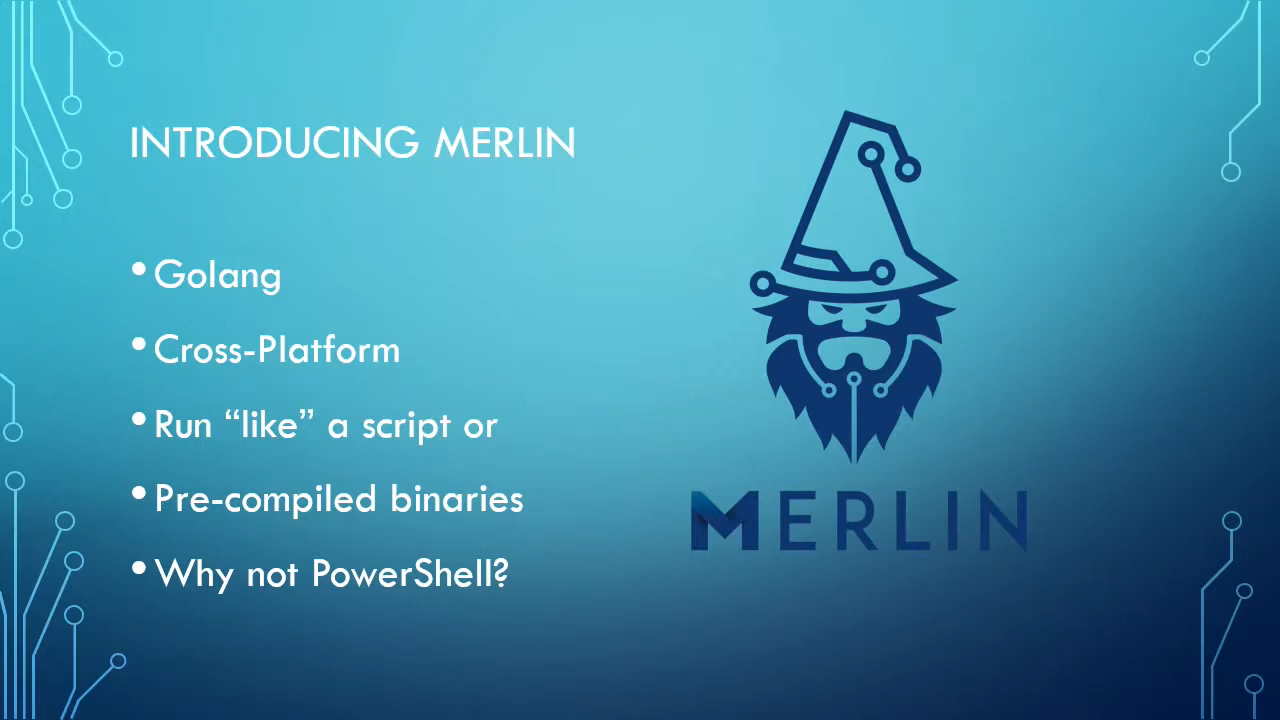 INTRODUCING MERLIN
• Golang
• Cross-Platform
• Run “like” a script or
• Pre-compiled binaries
• Why not PowerShell?
MERLIN